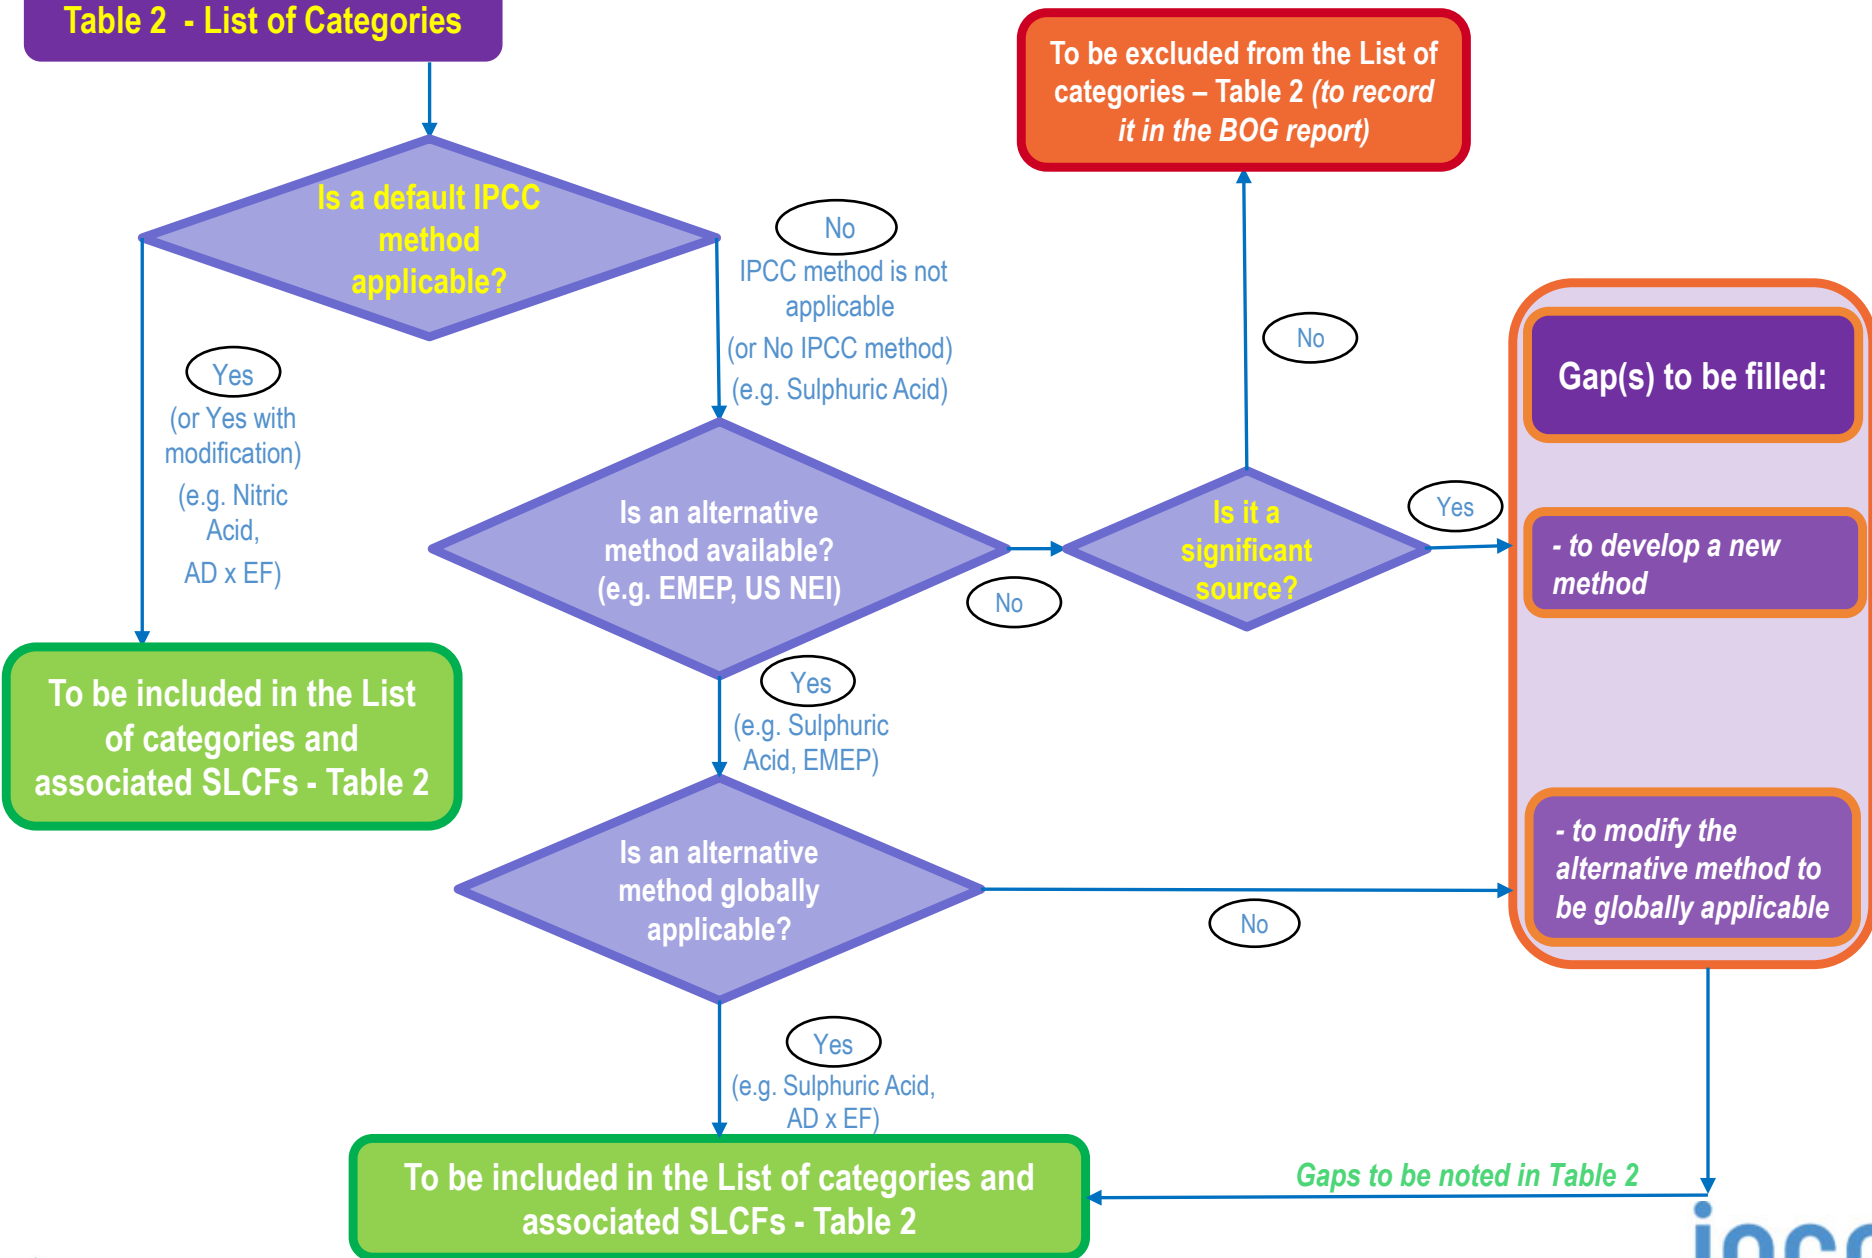 Table 2 - List of Categories
To be excluded from the List of
categories – Table 2 (to record
it in the BOG report)
Is a default IPCC
method
applicable?
No
IPCC method is not
applicable
(or No IPCC method)
(e.g. Sulphuric Acid)
Yes
(or Yes with
modification)
(e.g. Nitric
Acid,
AD x EF)
No
Gap(s) to be filled:
Is an alternative
method available?
(e.g. EMEP, US NEI)
No
Is it a
significant
source?
Yes
- to develop a new
method
To be included in the List
of categories and
associated SLCFs - Table 2
Yes
(e.g. Sulphuric
Acid, EMEP)
Is an alternative
method globally
applicable?
No
- to modify the
alternative method to
be globally applicable
Yes
(e.g. Sulphuric Acid,
AD x EF)
To be included in the List of categories and
associated SLCFs - Table 2
Gaps to be noted in Table 2
ipcc